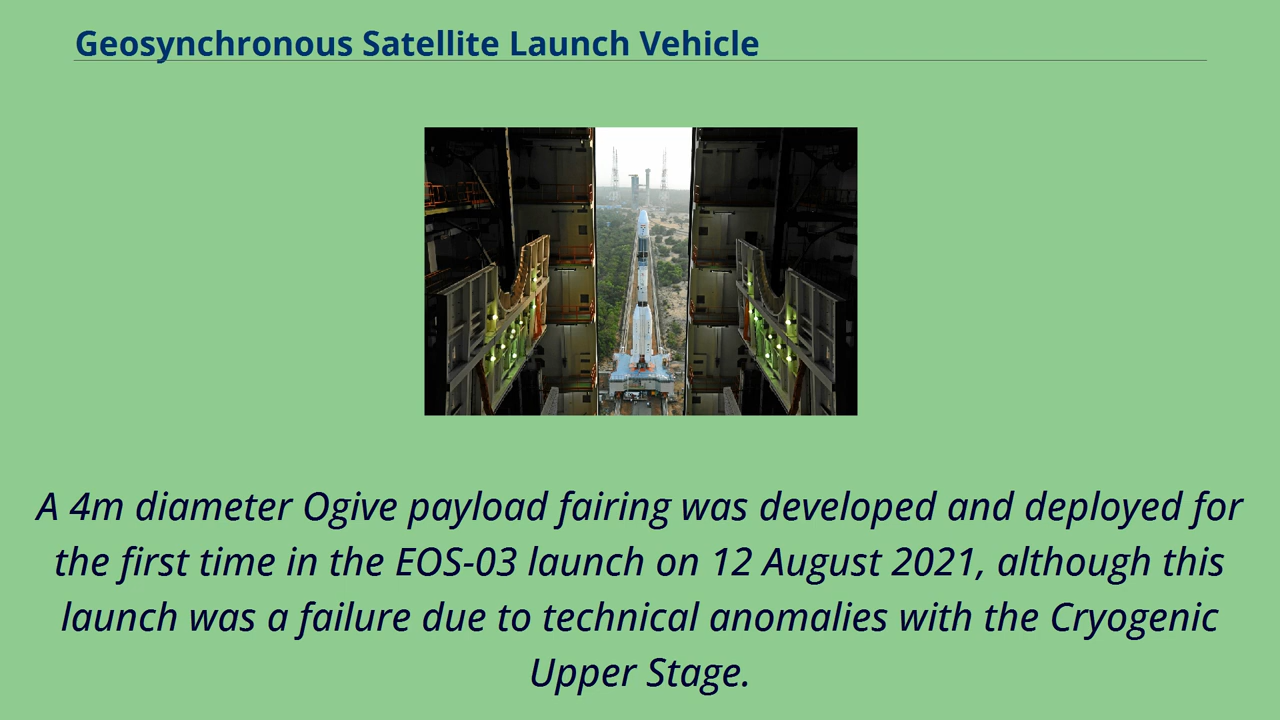 Geosynchronous Satellite Launch Vehicle
A 4m diameter Ogive payload fairing was developed and deployed for
the first time in the EOS-03 launch on 12 August 2021, although this
launch was a failure due to technical anomalies with the Cryogenic
Upper Stage.